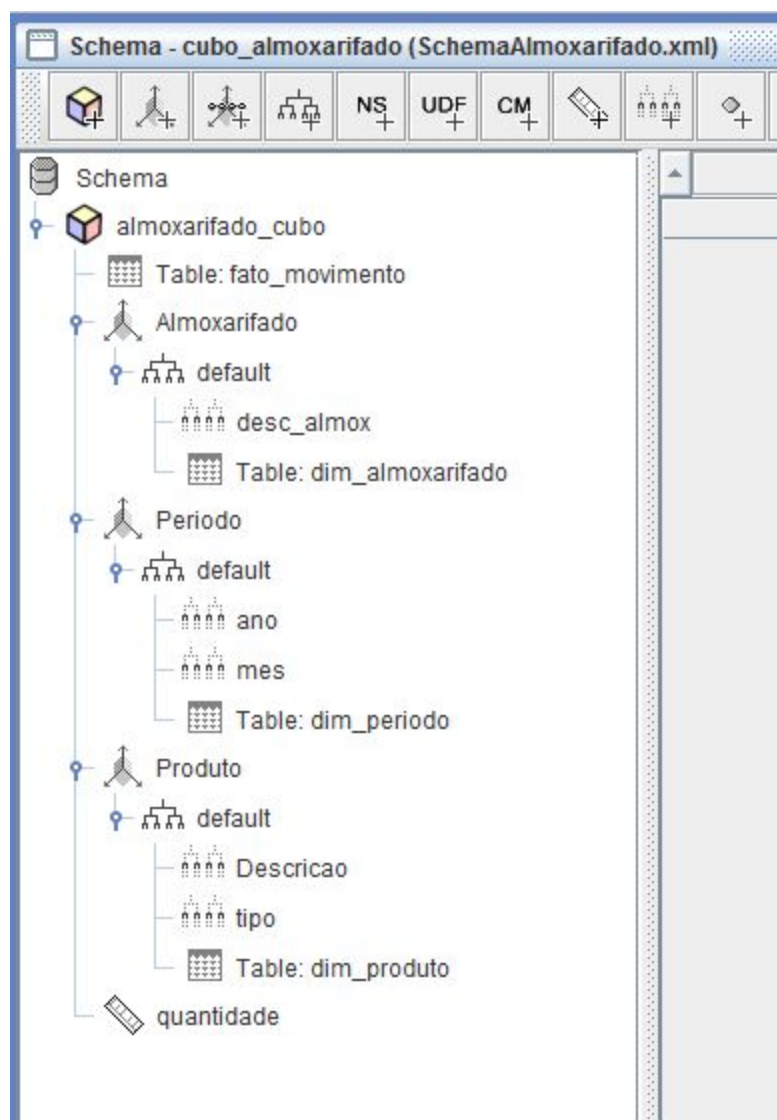 Schema - cubo_almoxarifado (SchemaAlmoxarifado.xml)
NS UDF CM
Schema
almoxarifado_cubo
Table: fato_movimento
Almoxarifado
default
desc_almox
Table: dim_almoxarifado
Periodo
default
ano
mes
Table: dim_periodo
Produto
default
Descricao
tipo
Table: dim_produto
quantidade